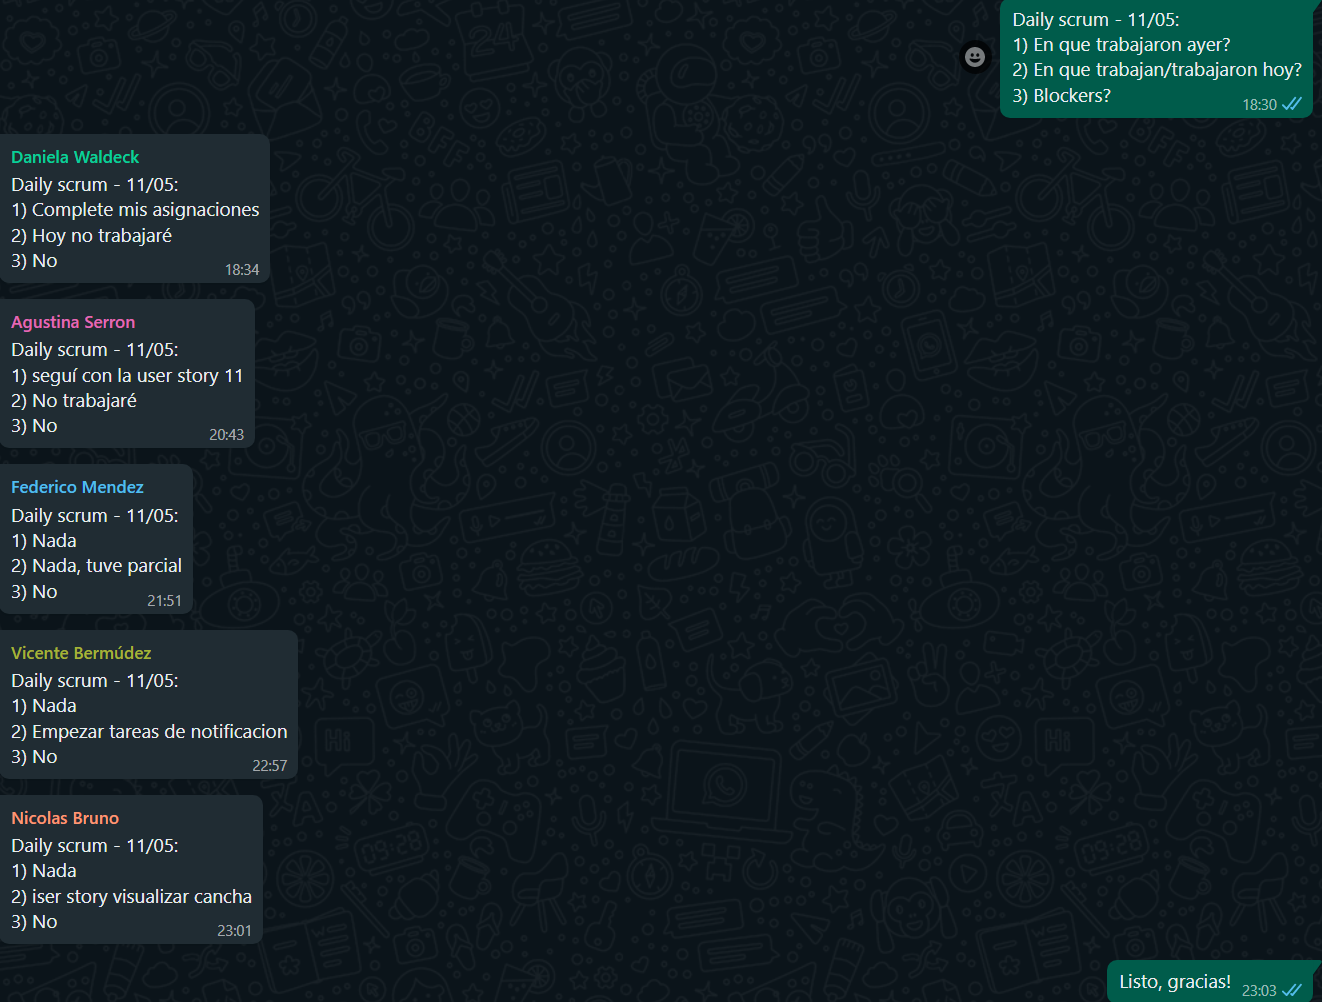 Daily scrum - 11/05:
1) En que trabajaron ayer?
2) En que trabajan/trabajaron hoy?
3) Blockers?
18:30
Daniela Waldeck
Daily scrum - 11/05:
1) Complete mis asignaciones
2) Hoy no trabajaré
3) No
18:34
Agustina Serron
Daily scrum - 11/05:
1) seguí con la user story 11
2) No trabajaré
3) No
20:43
Federico Mendez
Daily scrum - 11/05:
1) Nada
2) Nada, tuve parcial
3) No
21:51
Vicente Bermúdez
Daily scrum - 11/05:
1) Nada
2) Empezar tareas de notificacion
3) No
22:57
Nicolas Bruno
Daily scrum - 11/05:
1) Nada
2) iser story visualizar cancha
3) No
23:01
Listo, gracias!
23:03